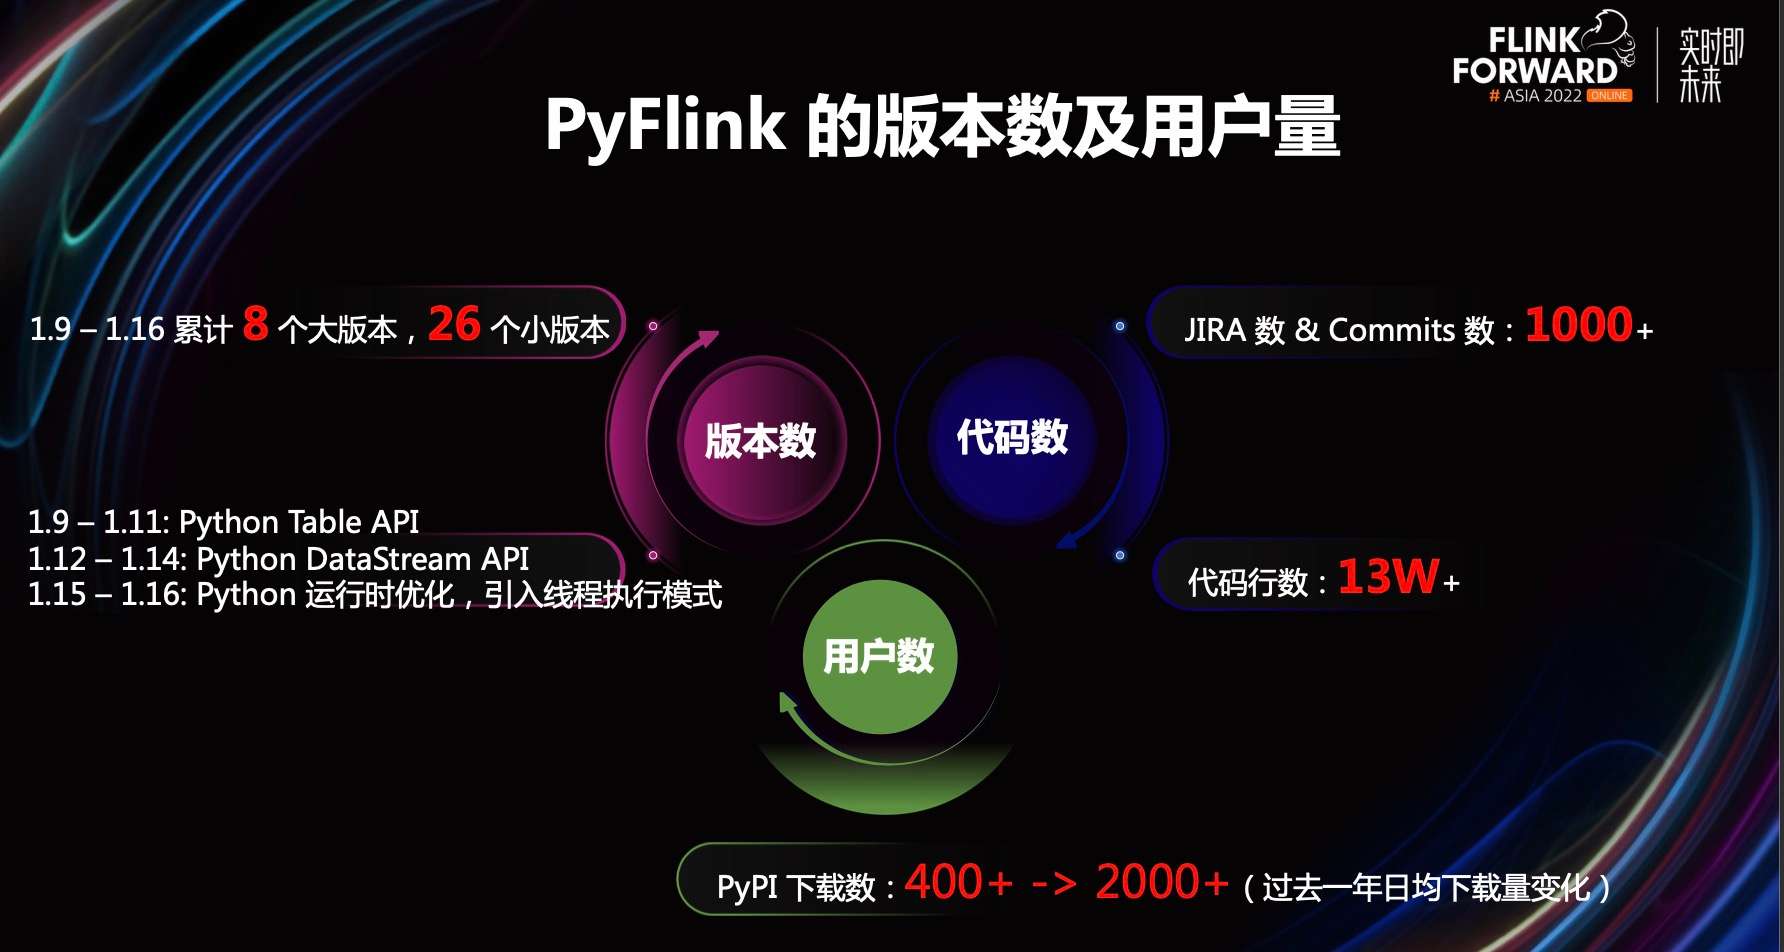 FLINK
FORWARD
# ASIA 2022 ONLINE
实时即
未来
PyFlink 的版本数及用户量
1.9 – 1.16 累计 8 个大版本，26 个小版本
JIRA 数 & Commits 数：1000+
版本数
代码数
1.9 – 1.11: Python Table API
1.12 – 1.14: Python DataStream API
1.15 – 1.16: Python 运行时优化，引入线程执行模式
代码行数：13W+
用户数
PyPI 下载数：400+ -> 2000+（过去一年日均下载量变化）